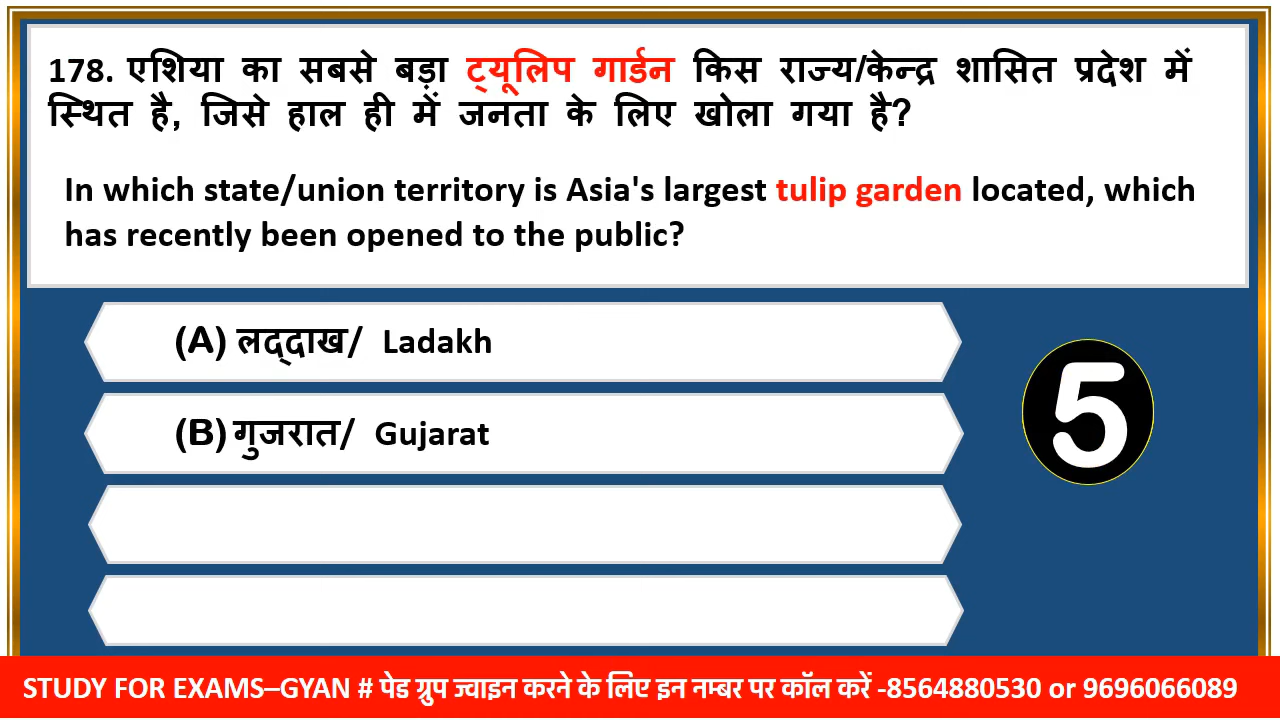 178. एशिया का सबसे बड़ा ट्यूलिप गार्डन किस राज्य/केन्द्र शासित प्रदेश में
स्थित है, जिसे हाल ही में जनता के लिए खोला गया है?
In which state/union territory is Asia's largest tulip garden located, which
has recently been opened to the public?
(A) लद्दाख/ Ladakh
(B) गुजरात/ Gujarat
5
STUDY FOR EXAMS–GYAN # पेड ग्रुप ज्वाइन करने के लिए इन नम्बर पर कॉल करें -8564880530 or 9696066089